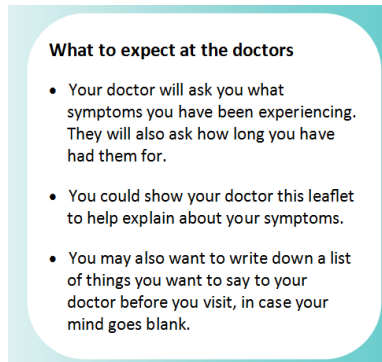 What to expect at the doctors
• Your doctor will ask you what
symptoms you have been experiencing.
They will also ask how long you have
had them for.
• You could show your doctor this leaflet
to help explain about your symptoms.
• You may also want to write down a list
of things you want to say to your
doctor before you visit, in case your
mind goes blank.